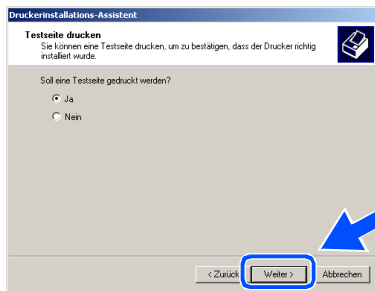 Druckerinstallations-Assistent
Testseite drucken
Sie können eine Testseite drucken, um zu bestätigen, dass der Drucker richtig
installiert wurde.
Soll eine Testseite gedruckt werden?
Ja
Nein
< Zurück
Weiter >
Abbrechen